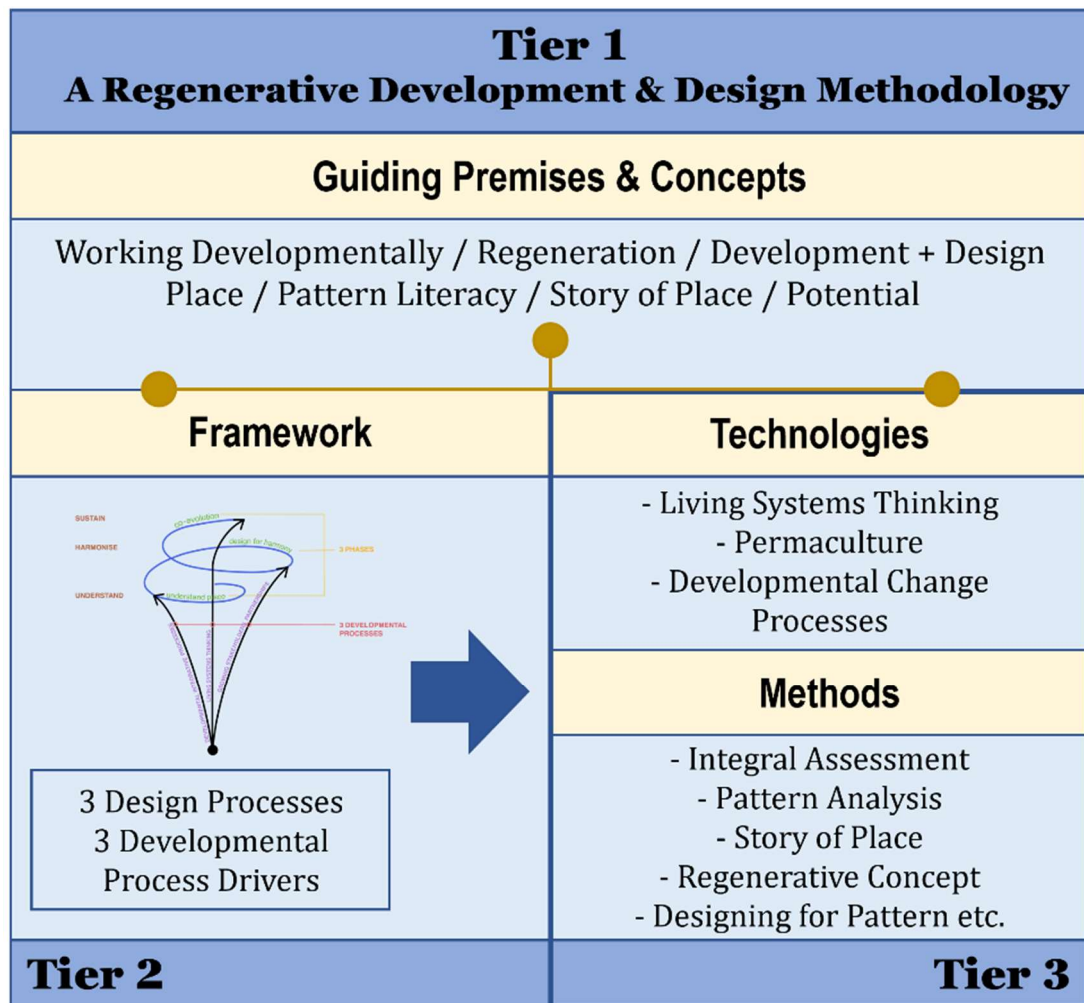 Tier 1
A Regenerative Development & Design Methodology
Guiding Premises & Concepts
Working Developmentally / Regeneration / Development + Design
Place / Pattern Literacy / Story of Place / Potential
Framework
SUSTAIN
HARMONISE
UNDERSTAND
co-evolution
design for harmony
understand place
3 PHASES
3 DEVELOPMENTAL
PROCESSES
LIVING SYSTEMS THINKING
3 Design Processes
3 Developmental
Process Drivers
Tier 2
Technologies
- Living Systems Thinking
- Permaculture
- Developmental Change
Processes
Methods
- Integral Assessment
- Pattern Analysis
- Story of Place
- Regenerative Concept
- Designing for Pattern etc.
Tier 3